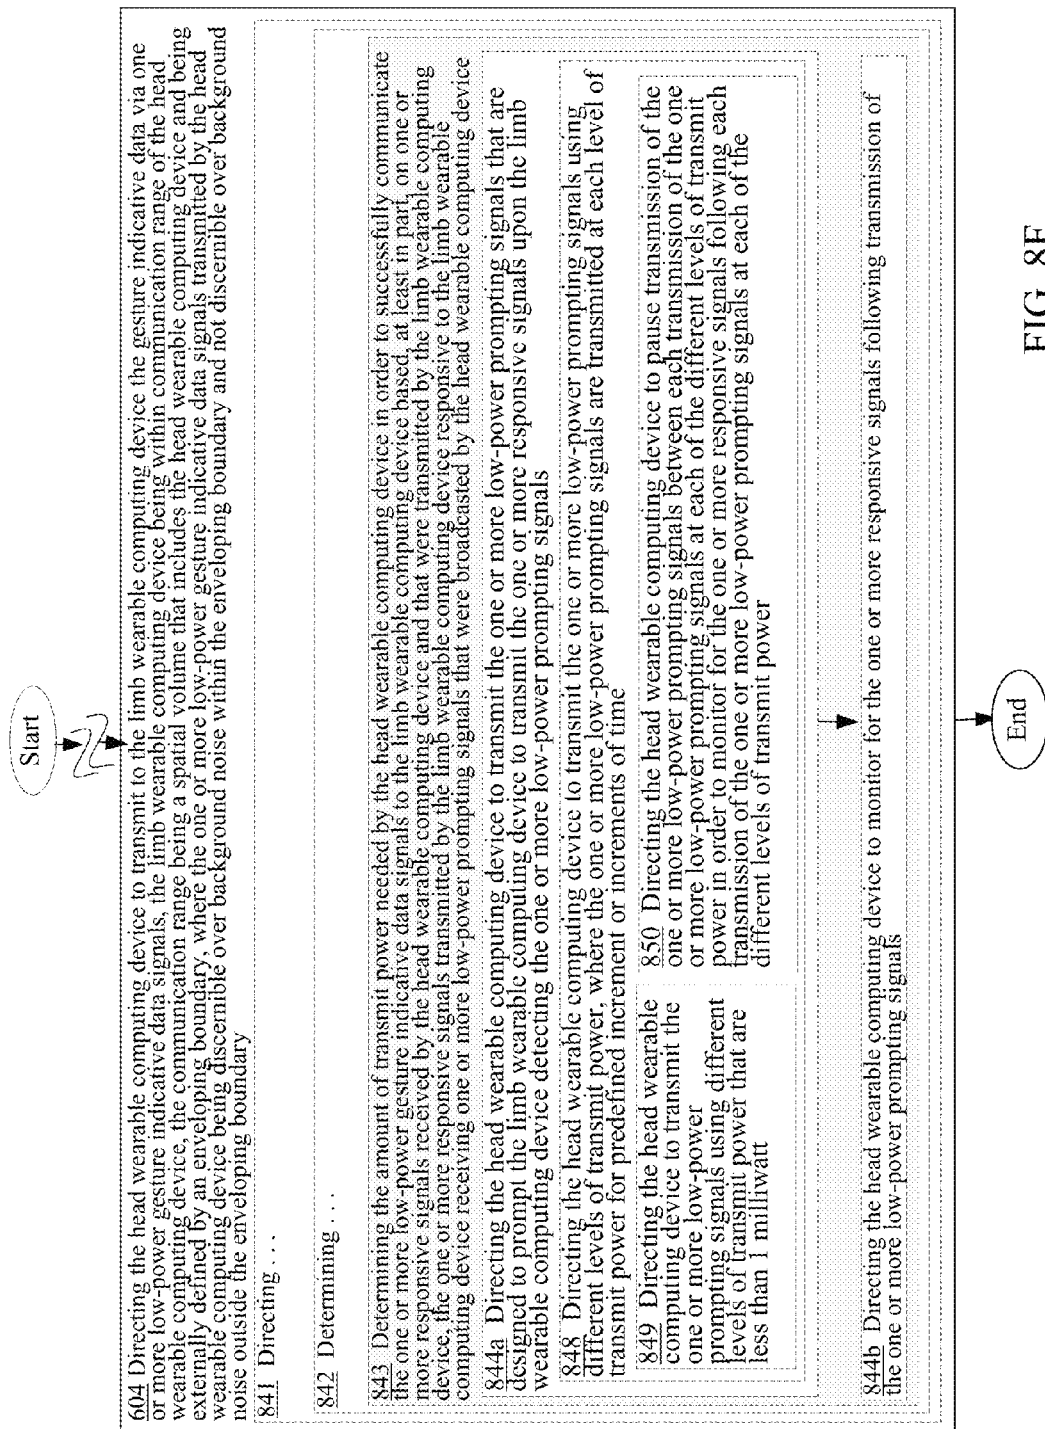 Start
604 Directing the head wearable computing device to transmit to the limb wearable computing device the gesture indicative data via one
or more low-power gesture indicative data signals, the limb wearable computing device being within communication range of the head
wearable computing device, the communication range being a spatial volume that includes the head wearable computing device and being
externally defined by an enveloping boundary, where the one or more low-power gesture indicative data signals transmitted by the head
wearable computing device being discernible over background noise within the enveloping boundary and not discernible over background
noise outside the enveloping boundary
841 Directing . . .
842 Determining . . .
843 Determining the amount of transmit power needed by the head wearable computing device in order to successfully communicate
the one or more low-power gesture indicative data signals to the limb wearable computing device based, at least in part, on one or
more responsive signals received by the head wearable computing device and that were transmitted by the limb wearable computing
device, the one or more responsive signals transmitted by the limb wearable computing device responsive to the limb wearable
computing device receiving one or more low-power prompting signals that were broadcasted by the head wearable computing device
844a Directing the head wearable computing device to transmit the one or more low-power prompting signals that are
designed to prompt the limb wearable computing device to transmit the one or more responsive signals upon the limb
wearable computing device detecting the one or more low-power prompting signals
848 Directing the head wearable computing device to transmit the one or more low-power prompting signals using
different levels of transmit power, where the one or more low-power prompting signals are transmitted at each level of
transmit power for predefined increment or increments of time
849 Directing the head wearable
computing device to transmit the
one or more low-power
prompting signals using different
levels of transmit power that are
less than 1 milliwatt
850 Directing the head wearable computing device to pause transmission of the
one or more low-power prompting signals between each transmission of the one
or more low-power prompting signals at each of the different levels of transmit
power in order to monitor for the one or more responsive signals following each
transmission of the one or more low-power prompting signals at each of the
different levels of transmit power
844b Directing the head wearable computing device to monitor for the one or more responsive signals following transmission of
the one or more low-power prompting signals
End